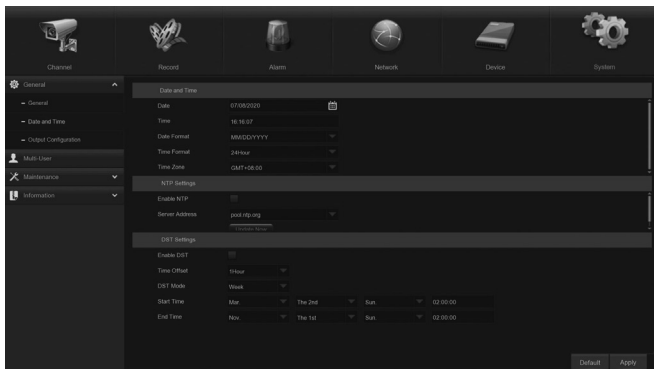 Channel Record Alarm Network Device System
General
General
Date and Time
Output Configuration
Multi-User
Maintenance
Information
Date and Time
Date 07/08/2020
Time 16:16:07
Date Format MM/DD/YYYY
Time Format 24Hour
Time Zone GMT+08:00
NTP Settings
Enable NTP
Server Address pool.ntp.org
Update Now
DST Settings
Enable DST
Time Offset 1Hour
DST Mode Week
Start Time Mar. The 2nd Sun. 02:00:00
End Time Nov. The 1st Sun. 02:00:00
Default Apply